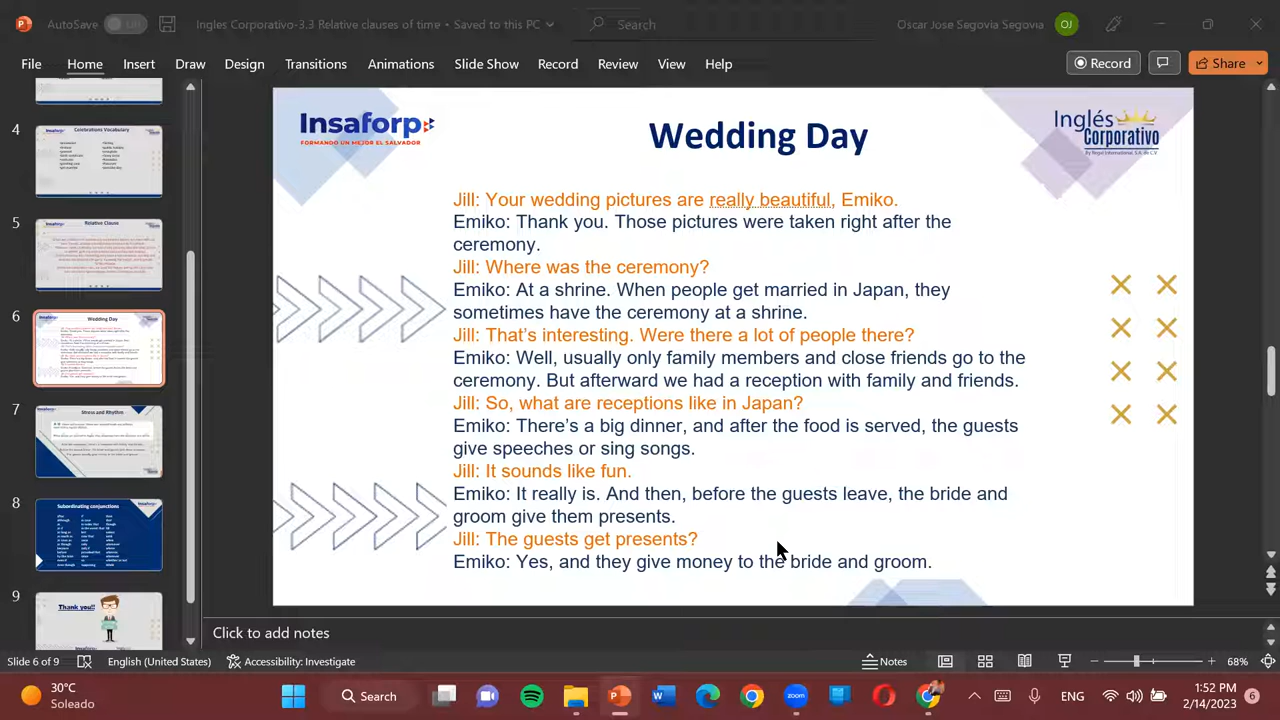 AutoSave Off Ingles Corporativo-3.3 Relative clauses of time • Saved to this PC Search Oscar Jose Segovia Segovia OJ
File Home Insert Draw Design Transitions Animations Slide Show Record Review View Help Record Share
4
Celebrations Vocabulary
5
Relative Clause
6
Wedding Day
7
Stress and Rhythm
8
Subordinating conjunctions
9
Thank you!!
Insaforp
FORMANDO UN MEJOR EL SALVADOR
Wedding Day
Inglés
Corporativo
By Regal International, S.A. de C.V.
Jill: Your wedding pictures are really beautiful, Emiko.
Emiko: Thank you. Those pictures were taken right after the
ceremony.
Jill: Where was the ceremony?
Emiko: At a shrine. When people get married in Japan, they
sometimes have the ceremony at a shrine.
Jill: That's interesting. Were there a lot of people there?
Emiko: Well, usually only family members and close friends go to the
ceremony. But afterward we had a reception with family and friends.
Jill: So, what are receptions like in Japan?
Emiko: There's a big dinner, and after the food is served, the guests
give speeches or sing songs.
Jill: It sounds like fun.
Emiko: It really is. And then, before the guests leave, the bride and
groom give them presents.
Jill: The guests get presents?
Emiko: Yes, and they give money to the bride and groom.
Click to add notes
Slide 6 of 9 English (United States) Accessibility: Investigate Notes 68%
30°C
Soleado
Search
zoom
ENG
1:52 PM
2/14/2023
6